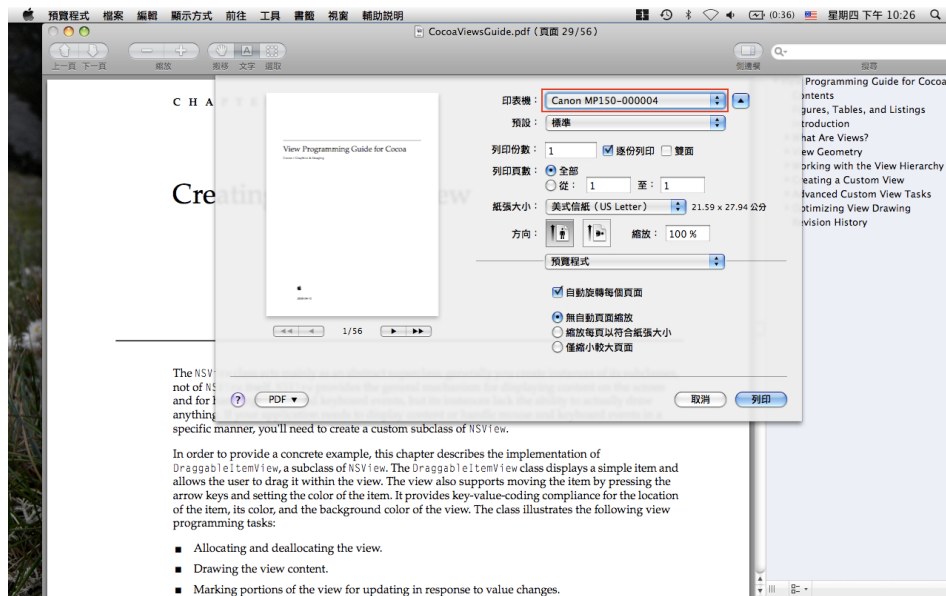 預覽程式 檔案 編輯 顯示方式 前往 工具 書籤 視窗 輔助說明 (0:36) 星期四 下午 10:26
CocoaViewsGuide.pdf (頁面 29/56)
上一頁 下一頁 縮放 搬移 文字 選取 側邊欄 搜尋
CHA
Creating
ew
View Programming Guide for Cocoa
印表機： Canon MP150-000004
預設： 標準
列印份數： 1 逐份列印 雙面
列印頁數： 全部
從： 1 至： 1
紙張大小： 美式信紙（US Letter） 21.59 x 27.94 公分
方向： 縮放： 100 %
預覽程式
自動旋轉每個頁面
無自動頁面縮放
縮放每頁以符合紙張大小
僅縮小較大頁面
1/56
? PDF 取消 列印
Programming Guide for Cocoa
ontents
gures, Tables, and Listings
troduction
hat Are Views?
ew Geometry
orking with the View Hierarchy
eating a Custom View
dvanced Custom View Tasks
ptimizing View Drawing
evision History
The NSV
not of NS
and for
anything
specific manner, you'll need to create a custom subclass of NSView.
In order to provide a concrete example, this chapter describes the implementation of
DraggableItemView, a subclass of NSView. The DraggableItemView class displays a simple item and
allows the user to drag it within the view. The view also supports moving the item by pressing the
arrow keys and setting the color of the item. It provides key-value-coding compliance for the location
of the item, its color, and the background color of the view. The class illustrates the following view
programming tasks:
■ Allocating and deallocating the view.
■ Drawing the view content.
■ Marking portions of the view for updating in response to value changes.